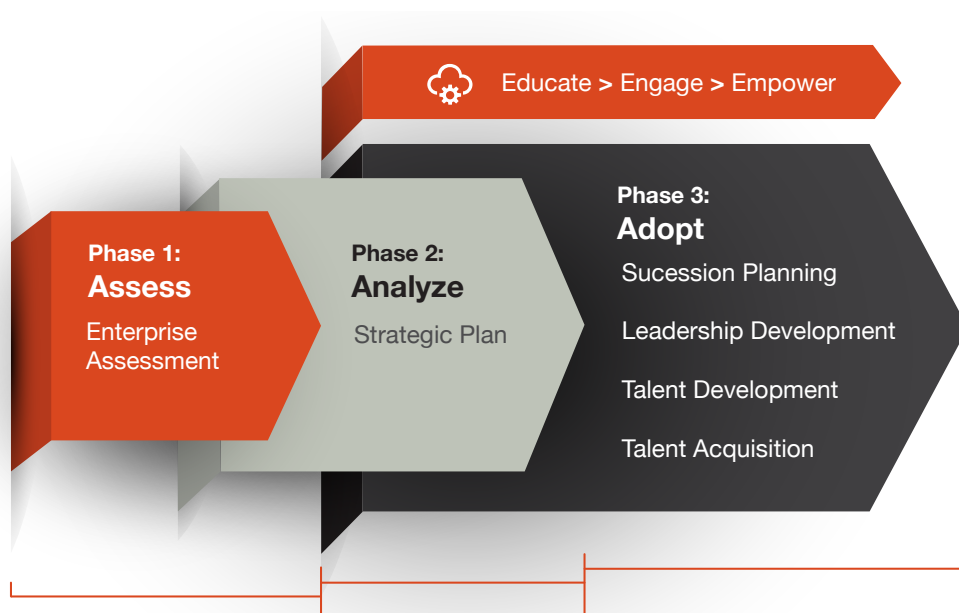 Educate > Engage > Empower
Phase 1:
Assess
Enterprise
Assessment
Phase 2:
Analyze
Strategic Plan
Phase 3:
Adopt
Sucession Planning
Leadership Development
Talent Development
Talent Acquisition